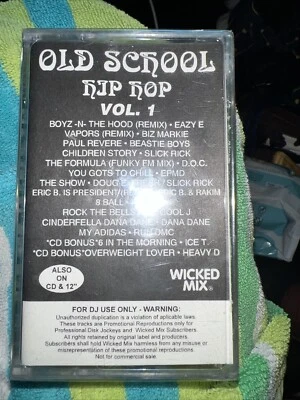 OLD SCHOOL
HIP HOP
VOL. 1
BOYZ -N- THE HOOD (REMIX) • EAZY E
VAPORS (REMIX) • BIZ MARKIE
PAUL REVERE • BEASTIE BOYS
CHILDREN STORY • SLICK RICK
THE FORMULA (FUNKY FM MIX) • D.O.C.
YOU GOTS TO CHILL • EPMD
THE SHOW • DOUG E SLICK RICK
ERIC B. IS PRESIDENT B. & RAKIM
8 BALL
ROCK THE BELLS COOL J
CINDERFELLA DANA DANE • DANA DANE
MY ADIDAS • RUN DMC
*CD BONUS*6 IN THE MORNING • ICE T
*CD BONUS*OVERWEIGHT LOVER • HEAVY D
ALSO
ON
CD & 12"
WICKED
MIX®
FOR DJ USE ONLY - WARNING:
Unauthorized duplication is a violation of aplicable laws.
These tracks are Promotional Reproductions only for
Professional Disk Jockeys and Wicked Mix Subscribers.
All rights retained by original label and producers.
Subscribers shall hold Wicked Mix harmless from any misuse or
misrepresentation of these promotional reproductions.
Not for commercial sale.